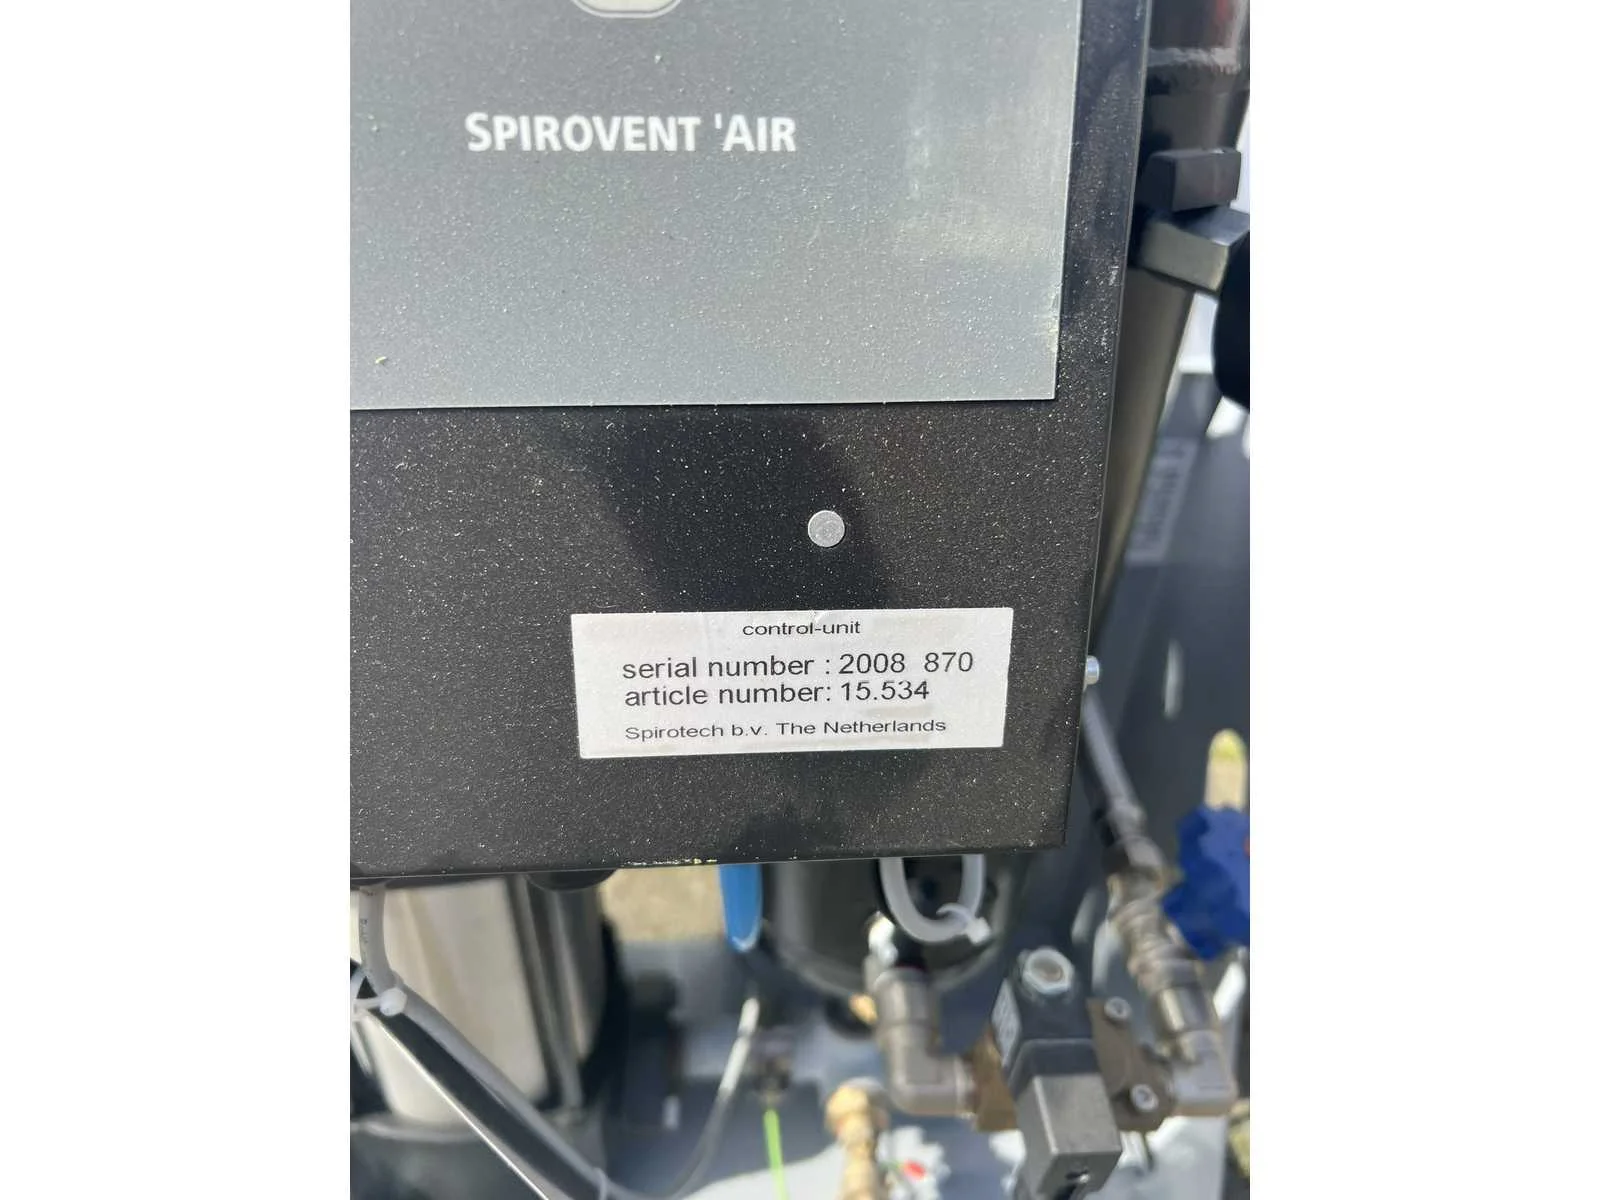 SPIROVENT 'AIR
control-unit
serial number : 2008 870
article number: 15.534
Spirotech b.v. The Netherlands